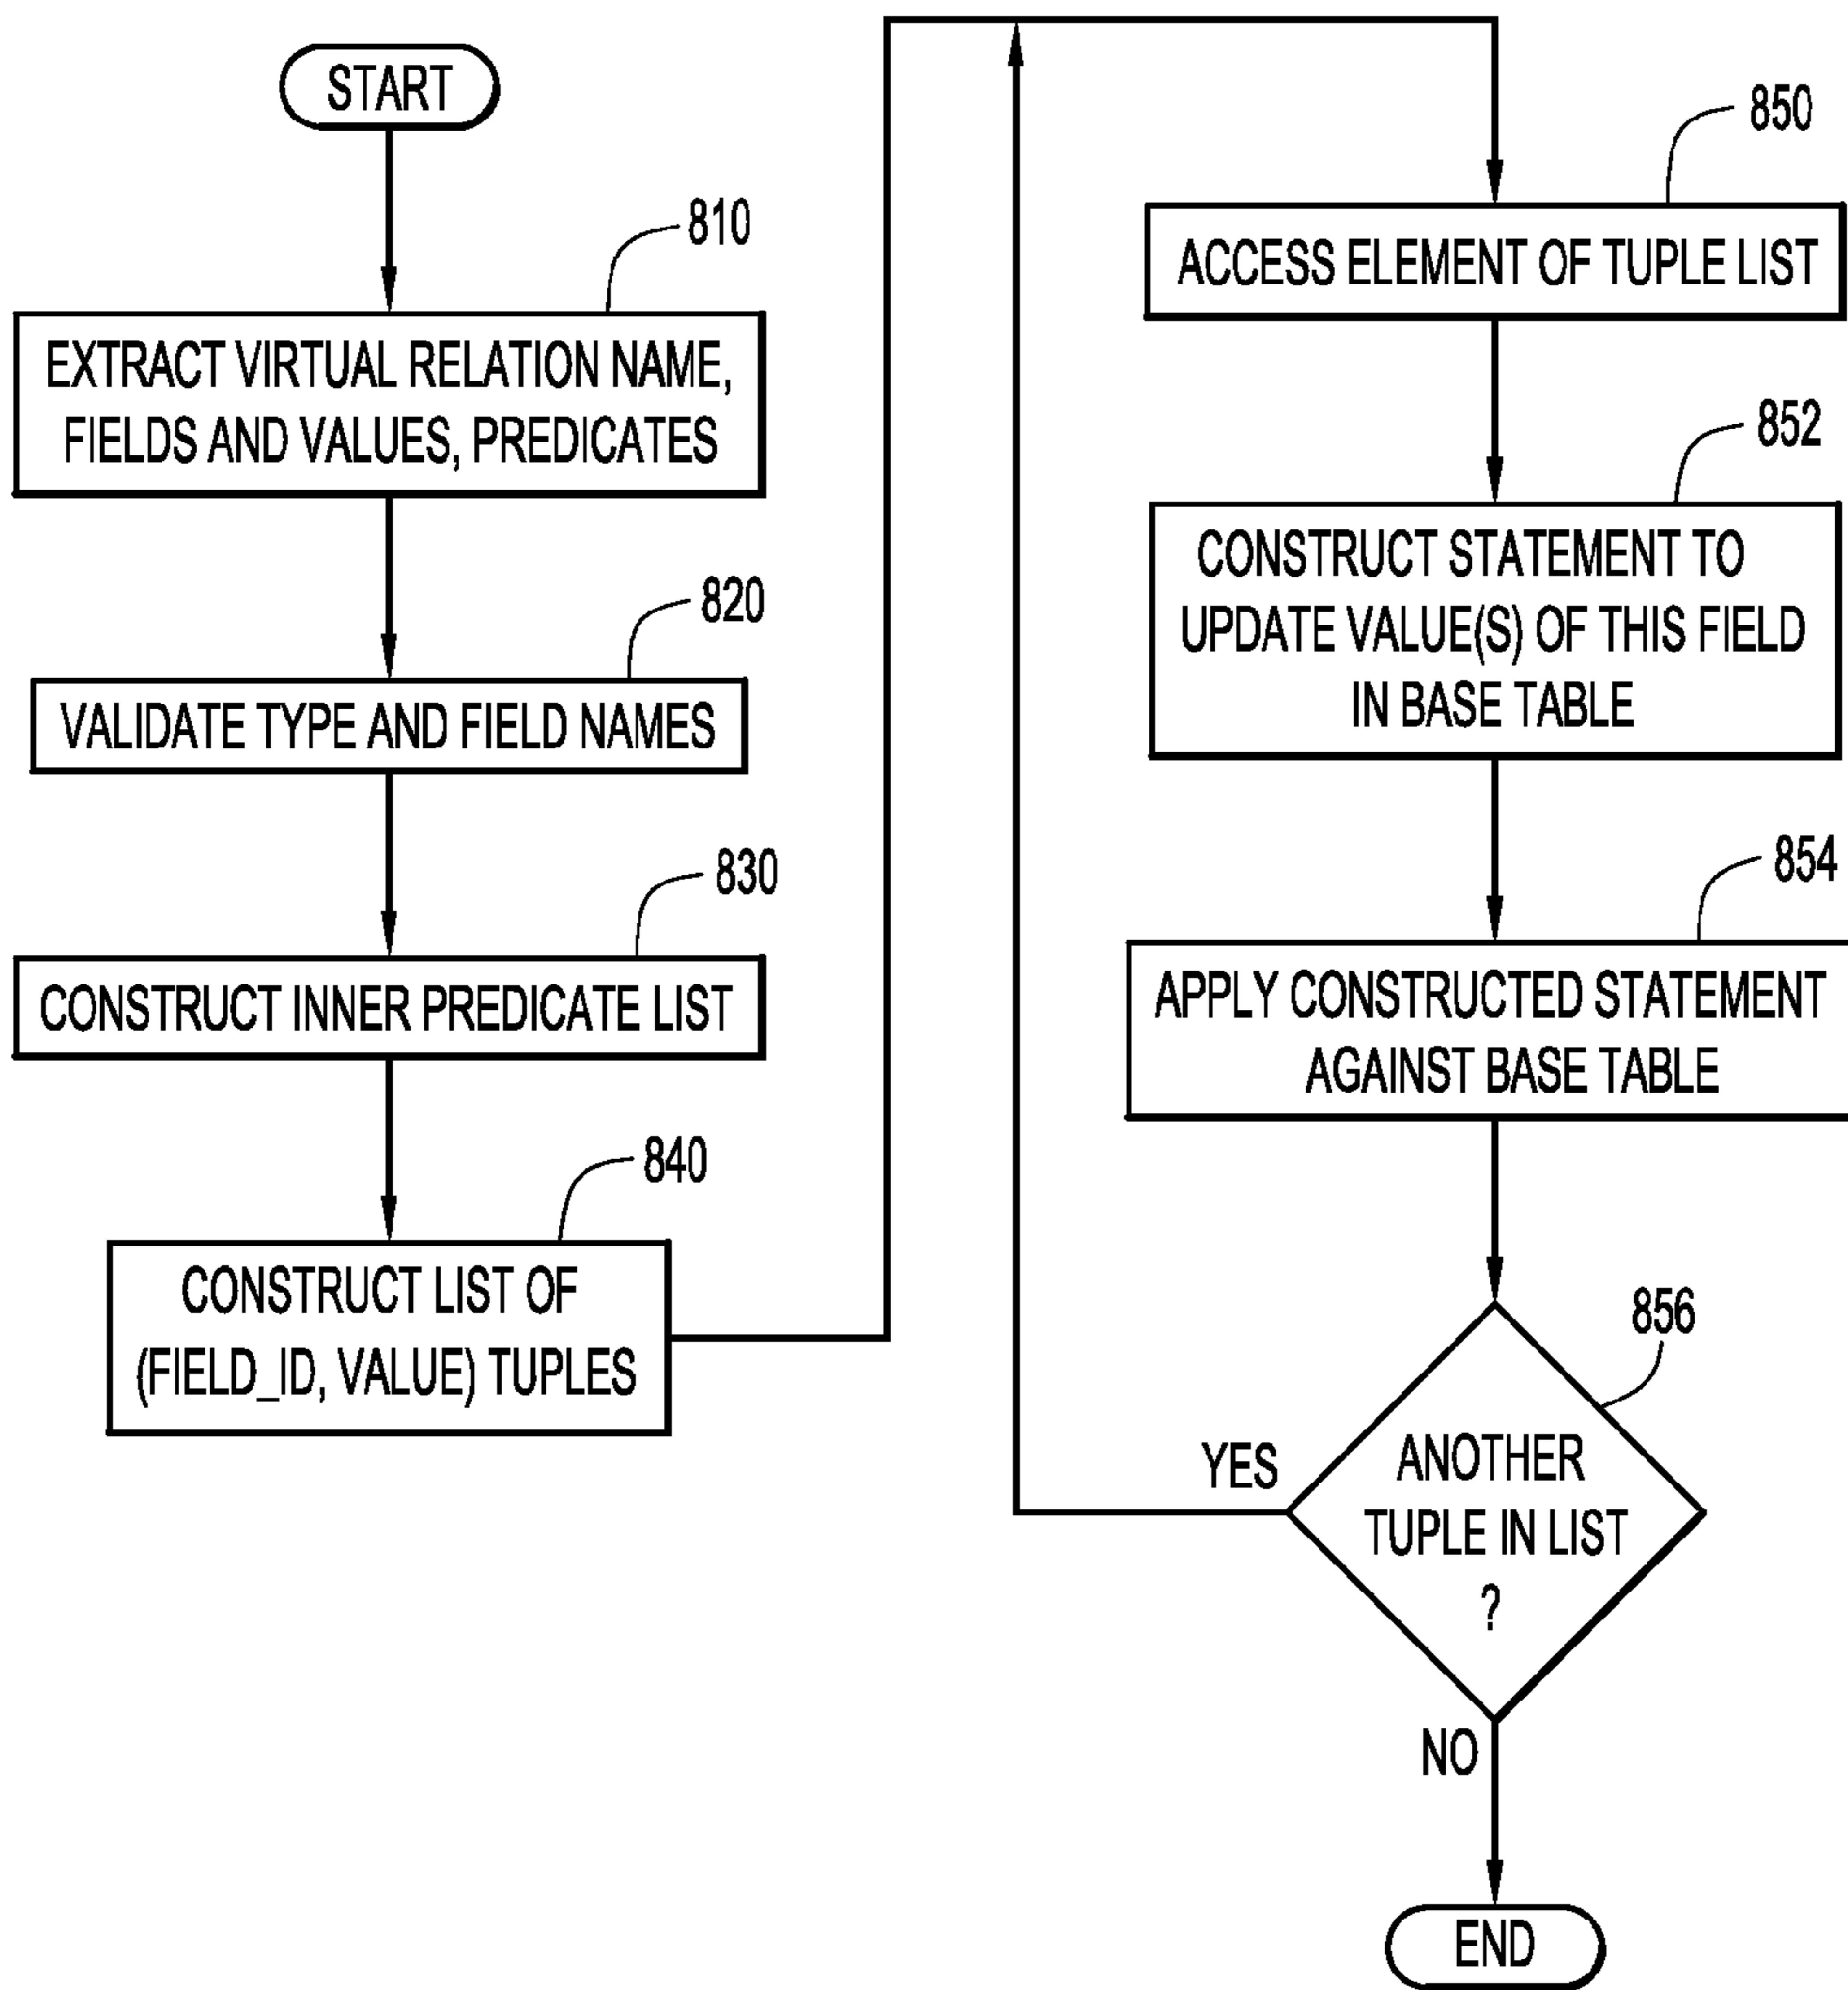 START
810
EXTRACT VIRTUAL RELATION NAME,
FIELDS AND VALUES, PREDICATES
820
VALIDATE TYPE AND FIELD NAMES
830
CONSTRUCT INNER PREDICATE LIST
840
CONSTRUCT LIST OF
(FIELD_ID, VALUE) TUPLES
850
ACCESS ELEMENT OF TUPLE LIST
852
CONSTRUCT STATEMENT TO
UPDATE VALUE(S) OF THIS FIELD
IN BASE TABLE
854
APPLY CONSTRUCTED STATEMENT
AGAINST BASE TABLE
856
ANOTHER
TUPLE IN LIST
?
YES
NO
END